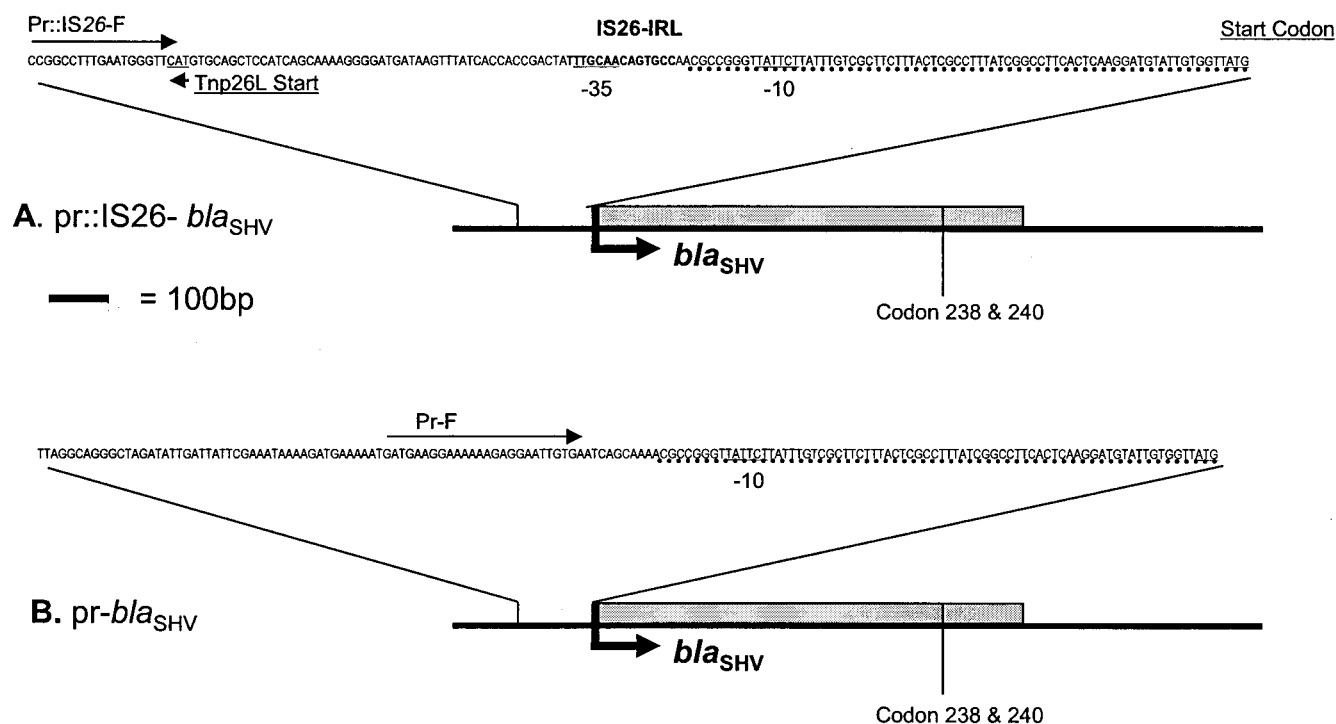 Pr::IS26-F
IS26-IRL
Start Codon
CCGGCCTTTGAATGGGTTCATGTGCAGCTCCATCAGCAAAAGGGGATGATAAGTTTATCACCACCGACTATTTGCAACAGTGCCAACGCCGGGTTATTCTTATTTGTCGCTTCTTTACTCGCCTTTATCGGCCTTCACTCAAGGATGTATTGTGGTTATG
Tnp26L Start
-35
-10
A. pr::IS26- blaSHV
blaSHV
= 100bp
Codon 238 & 240
Pr-F
TTAGGCAGGGCTAGATATTGATTATTCGAAATAAAAGATGAAAAATGATGAAGGAAAAAAGAGGAATTGTGAATCAGCAAAACGCCGGGTTATTCTTATTTGTCGCTTCTTTACTCGCCTTTATCGGCCTTCACTCAAGGATGTATTGTGGTTATG
-10
B. pr-blaSHV
blaSHV
Codon 238 & 240